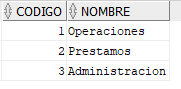 CODIGO NOMBRE
1 Operaciones
2 Prestamos
3 Administracion